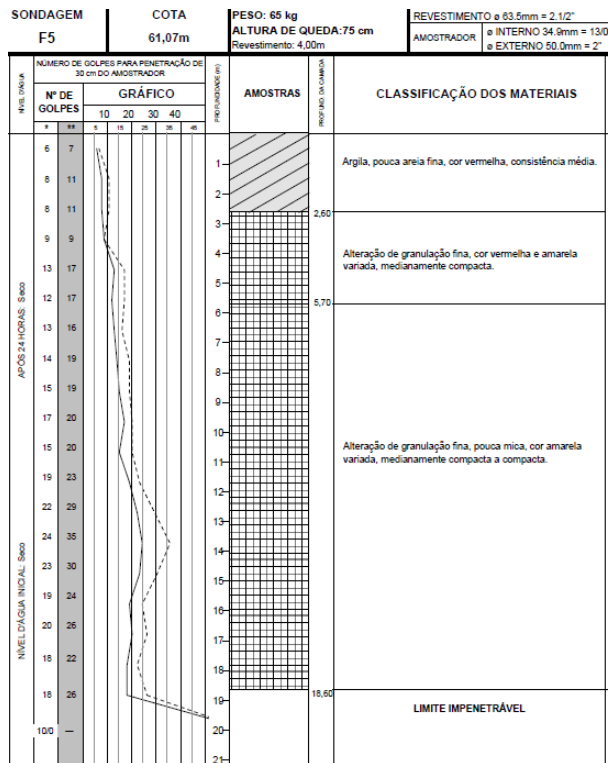 SONDAGEM
F5
COTA
61,07m
PESO: 65 kg
ALTURA DE QUEDA:75 cm
Revestimento: 4,00m
REVESTIMENTO ø 63.5mm = 2.1/2"
AMOSTRADOR
ø INTERNO 34.9mm = 13/0
ø EXTERNO 50.0mm = 2"
NÍVEL D'ÁGUA
NÚMERO DE GOLPES PARA PENETRAÇÃO DE
30 cm DO AMOSTRADOR
Nº DE
GOLPES
GRÁFICO
10 20 30 40
* ** 5 15 25 35 45
PROFUNDIDADE (m)
AMOSTRAS
PROFUND. DA CAMADA
CLASSIFICAÇÃO DOS MATERIAIS
6 7
1
Argila, pouca areia fina, cor vermelha, consistência média.
8 11
2
2,60
8 11
3
9 9
4
Alteração de granulação fina, cor vermelha e amarela
variada, medianamente compacta.
13 17
5
5,70
12 17
6
13 16
7
14 19
8
15 19
9
17 20
10
15 20
Alteração de granulação fina, pouca mica, cor amarela
variada, medianamente compacta a compacta.
11
19 23
12
22 29
13
24 35
14
23 30
15
19 24
16
20 26
17
18 22
18
18,60
18 26
19
LIMITE IMPENETRÁVEL
10/0 —
20
21
APÓS 24 HORAS: Seco
NÍVEL D'ÁGUA INICIAL: Seco